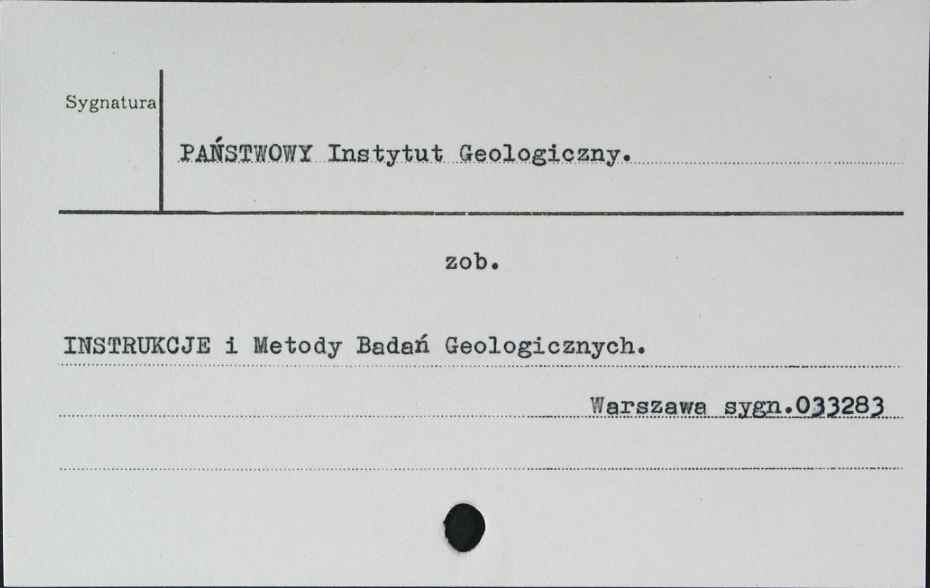 Sygnatura
PAŃSTWOWY Instytut Geologiczny.
zob.
INSTRUKCJE i Metody Badań Geologicznych.
Warszawa sygn.033283